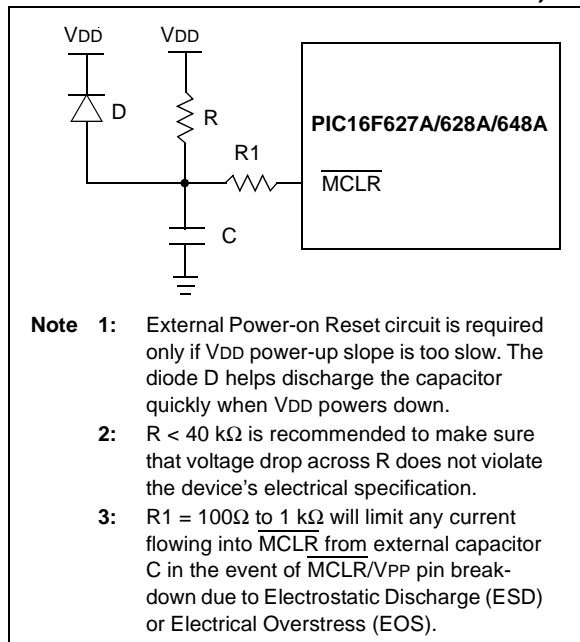 VDD VDD
D
R
PIC16F627A/628A/648A
R1
MCLR
C
Note 1: External Power-on Reset circuit is required
only if VDD power-up slope is too slow. The
diode D helps discharge the capacitor
quickly when VDD powers down.
2: R < 40 kΩ is recommended to make sure
that voltage drop across R does not violate
the device's electrical specification.
3: R1 = 100Ω to 1 kΩ will limit any current
flowing into MCLR from external capacitor
C in the event of MCLR/VPP pin break-
down due to Electrostatic Discharge (ESD)
or Electrical Overstress (EOS).